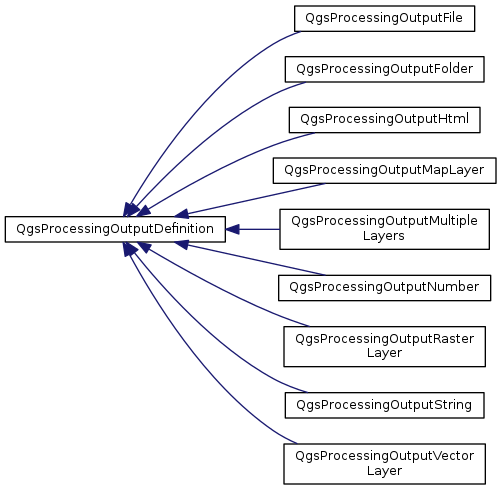 QgsProcessingOutputFile
QgsProcessingOutputFolder
QgsProcessingOutputHtml
QgsProcessingOutputMapLayer
QgsProcessingOutputDefinition
QgsProcessingOutputMultiple
Layers
QgsProcessingOutputNumber
QgsProcessingOutputRaster
Layer
QgsProcessingOutputString
QgsProcessingOutputVector
Layer